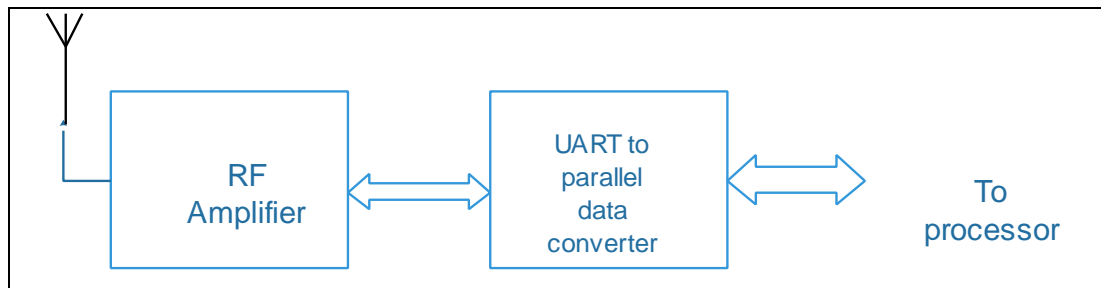 RF
Amplifier
UART to
parallel
data
converter
To
processor